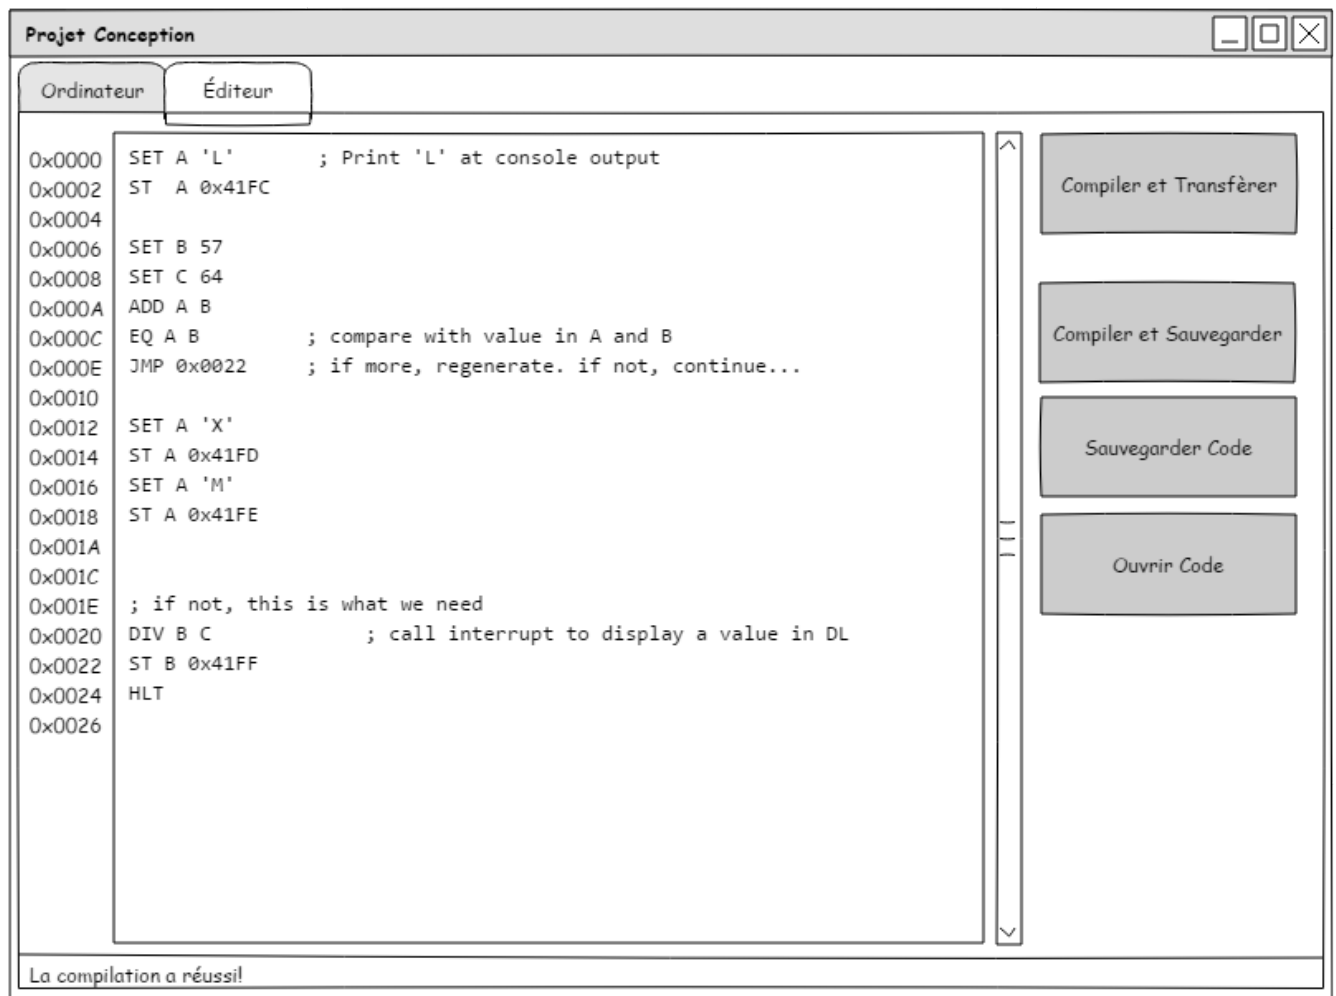 Projet Conception
Ordinateur Éditeur
0x0000 SET A 'L' ; Print 'L' at console output
0x0002 ST A 0x41FC
0x0004
0x0006 SET B 57
0x0008 SET C 64
0x000A ADD A B
0x000C EQ A B ; compare with value in A and B
0x000E JMP 0x0022 ; if more, regenerate. if not, continue...
0x0010
0x0012 SET A 'X'
0x0014 ST A 0x41FD
0x0016 SET A 'M'
0x0018 ST A 0x41FE
0x001A
0x001C
0x001E ; if not, this is what we need
0x0020 DIV B C ; call interrupt to display a value in DL
0x0022 ST B 0x41FF
0x0024 HLT
0x0026
Compiler et Transfèrer
Compiler et Sauvegarder
Sauvegarder Code
Ouvrir Code
La compilation a réussi!